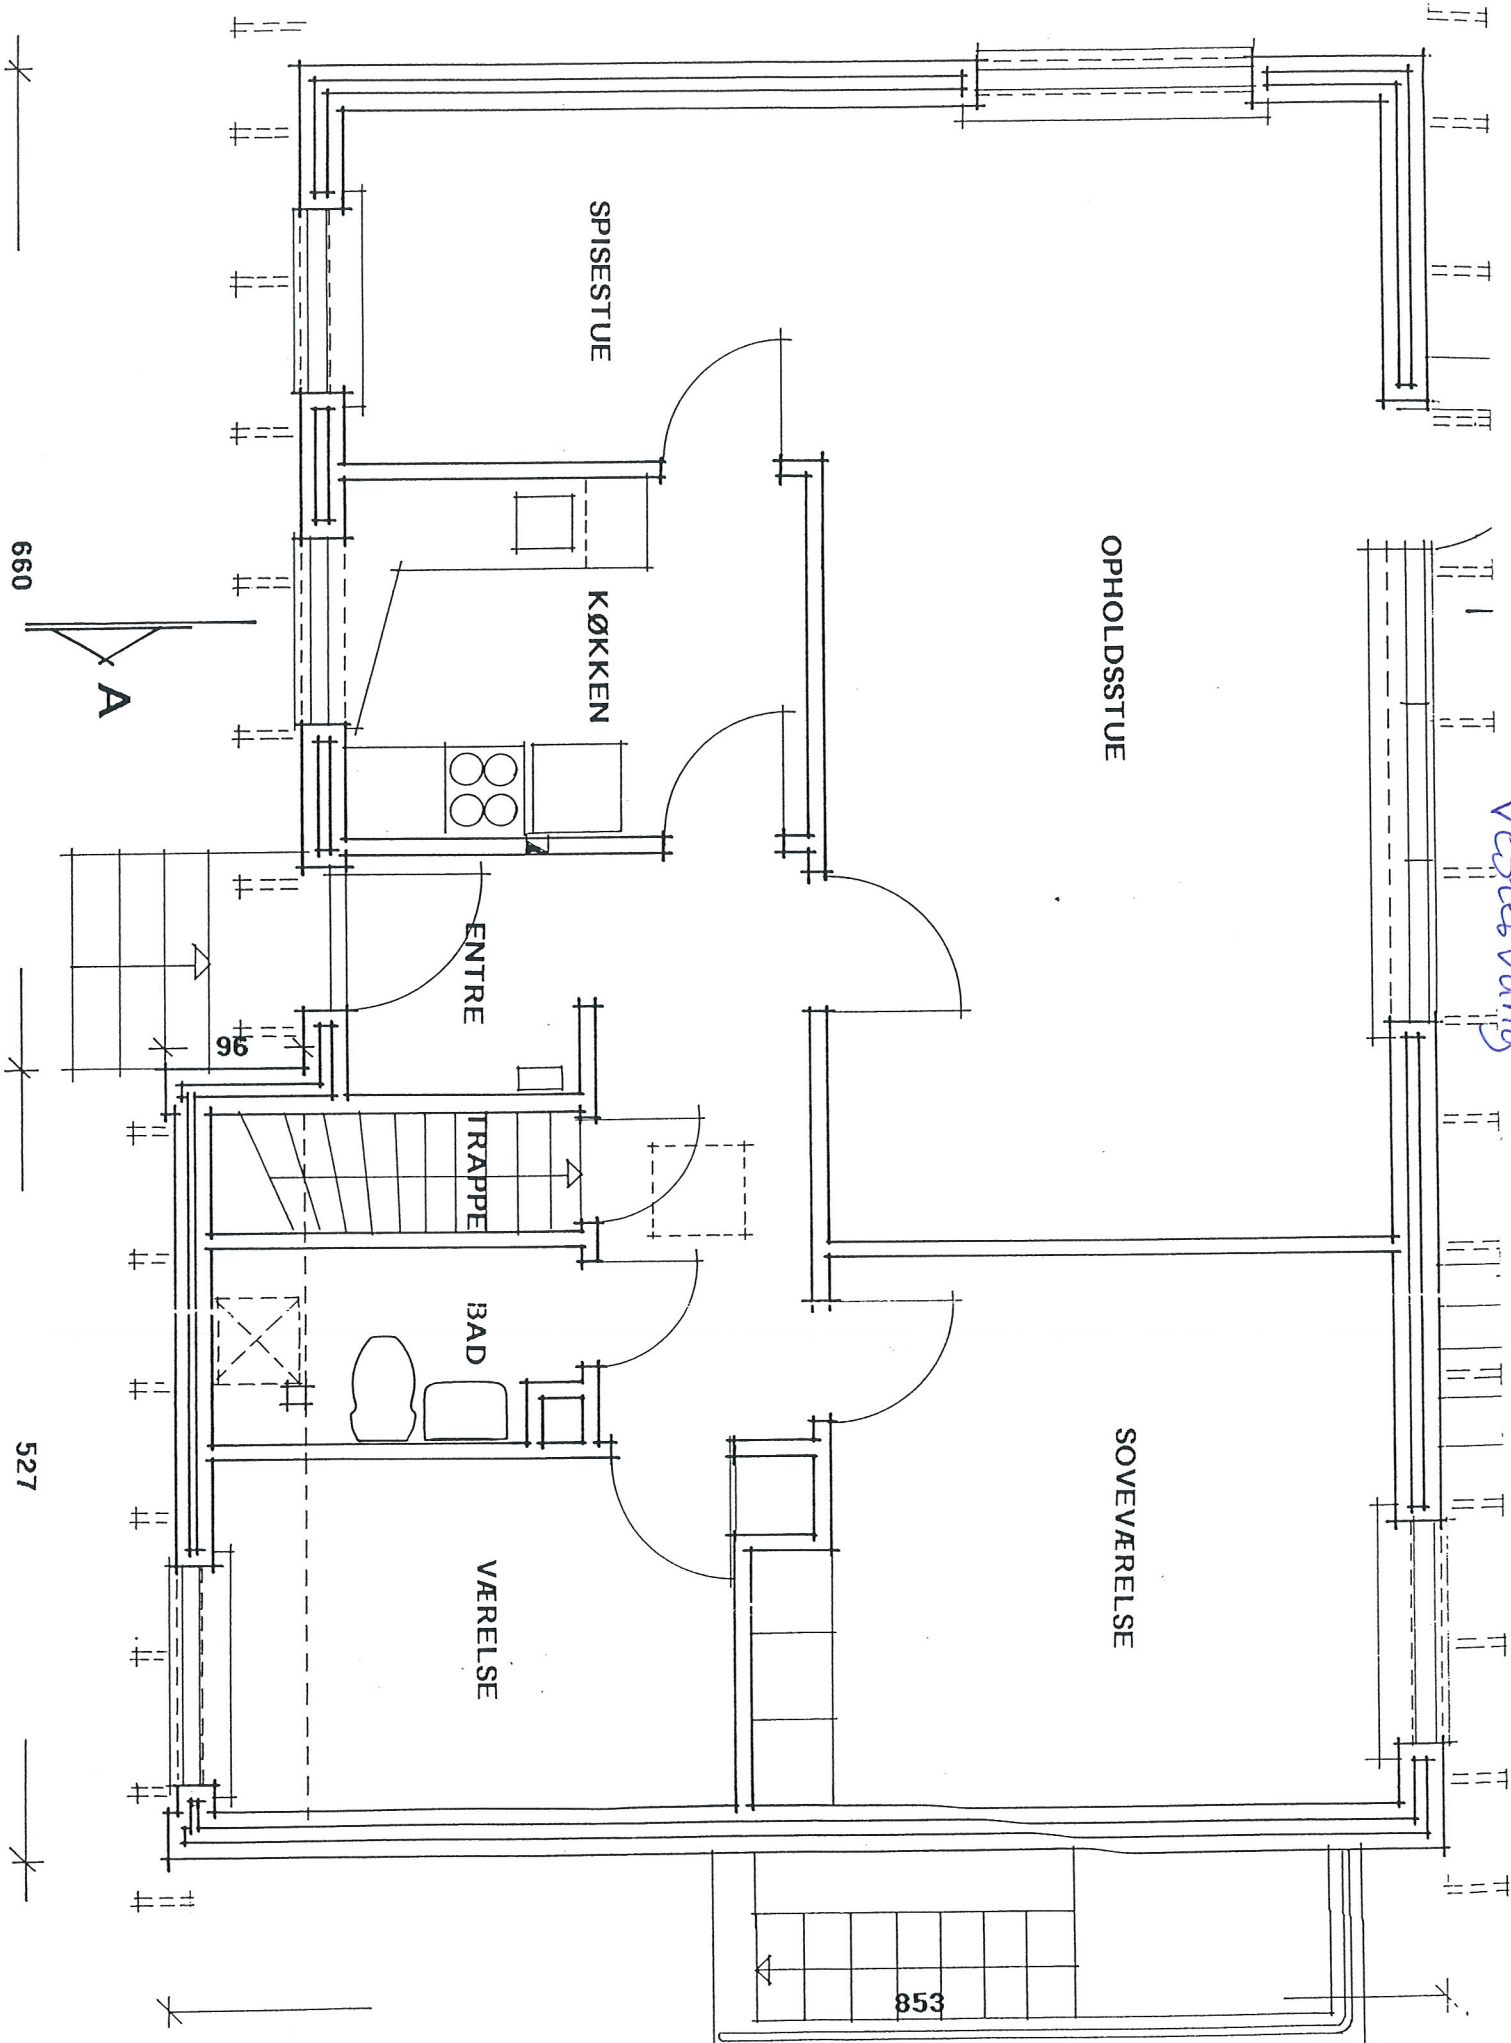 SPISESTUE
OPHOLDSSTUE
KØKKEN
660
A
ENTRE
96
TRAPPE
BAD
527
SOVEVÆRELSE
VÆRELSE
853